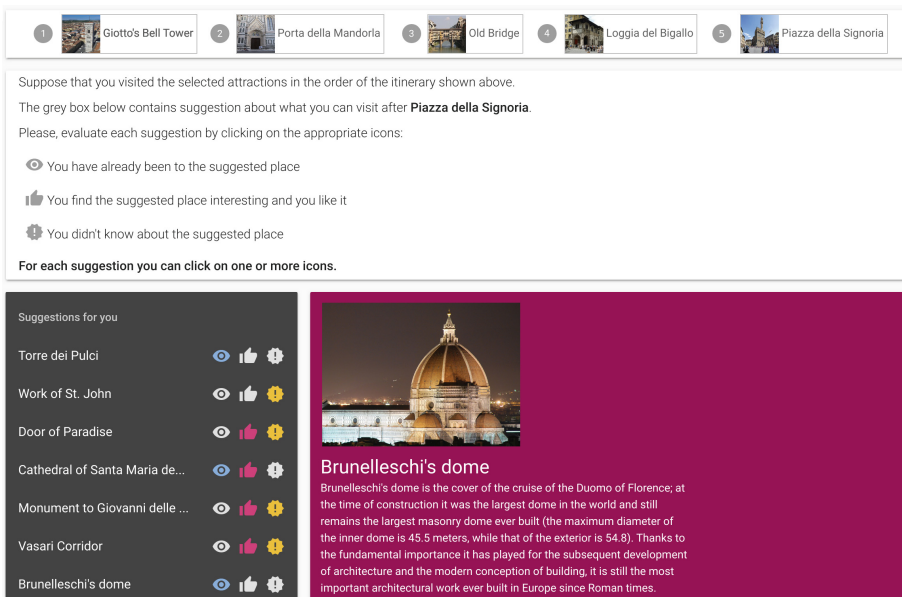 1 Giotto's Bell Tower 2 Porta della Mandorla 3 Old Bridge 4 Loggia del Bigallo 5 Piazza della Signoria
Suppose that you visited the selected attractions in the order of the itinerary shown above.
The grey box below contains suggestion about what you can visit after Piazza della Signoria.
Please, evaluate each suggestion by clicking on the appropriate icons:
You have already been to the suggested place
You find the suggested place interesting and you like it
You didn't know about the suggested place
For each suggestion you can click on one or more icons.
Suggestions for you
Torre dei Pulci
Work of St. John
Door of Paradise
Cathedral of Santa Maria de...
Monument to Giovanni delle ...
Vasari Corridor
Brunelleschi's dome
Brunelleschi's dome
Brunelleschi's dome is the cover of the cruise of the Duomo of Florence; at
the time of construction it was the largest dome in the world and still
remains the largest masonry dome ever built (the maximum diameter of
the inner dome is 45.5 meters, while that of the exterior is 54.8). Thanks to
the fundamental importance it has played for the subsequent development
of architecture and the modern conception of building, it is still the most
important architectural work ever built in Europe since Roman times.